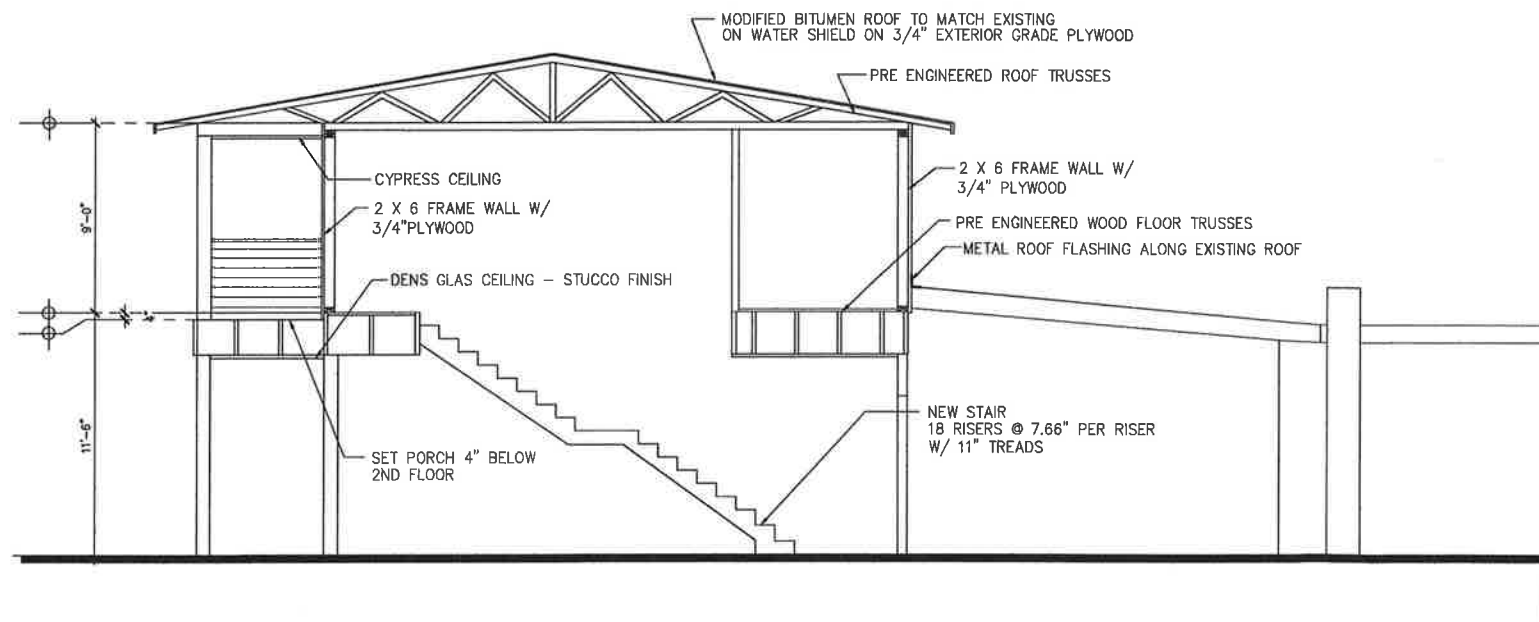 MODIFIED BITUMEN ROOF TO MATCH EXISTING
ON WATER SHIELD ON 3/4" EXTERIOR GRADE PLYWOOD
PRE ENGINEERED ROOF TRUSSES
CYPRESS CEILING
2 X 6 FRAME WALL W/
3/4"PLYWOOD
2 X 6 FRAME WALL W/
3/4" PLYWOOD
PRE ENGINEERED WOOD FLOOR TRUSSES
METAL ROOF FLASHING ALONG EXISTING ROOF
DENS GLAS CEILING – STUCCO FINISH
9'-0"
4"
11'-6"
SET PORCH 4" BELOW
2ND FLOOR
NEW STAIR
18 RISERS @ 7.66" PER RISER
W/ 11" TREADS